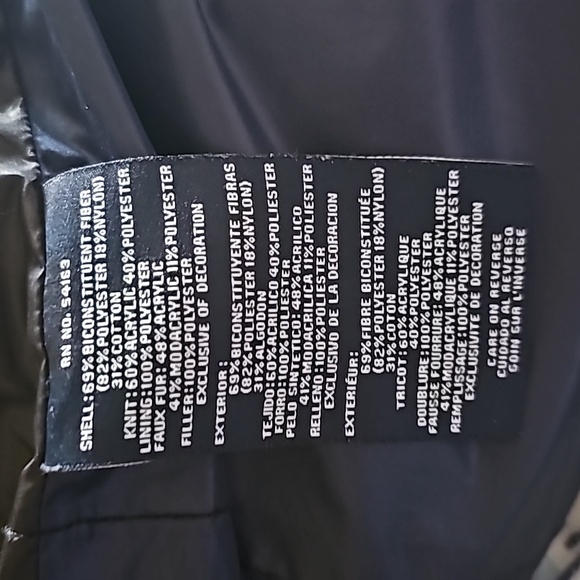 RN NO. 54163
SHELL: 69% BICONSTITUENT FIBER
(82% POLYESTER 18% NYLON)
31% COTTON
KNIT: 60% ACRYLIC 40% POLYESTER
LINING: 100% POLYESTER
FAUX FUR: 48% ACRYLIC
41% MODACRYLIC 11% POLYESTER
FILLER: 100% POLYESTER
EXCLUSIVE OF DECORATION
EXTERIOR:
69% BICONSTITUYENTE FIBRAS
(82% POLIESTER 18% NYLON)
31% ALGODON
TEJIDO: 60% ACRILICO 40% POLIESTER
FORRO: 100% POLIESTER
PELO SINTETICO: 48% ACRILICO
41% MODACRILICA 11% POLIESTER
RELLENO: 100% POLIESTER
EXCLUSIVO DE LA DECORACION
EXTERIEUR:
69% FIBRE BICONSTITUÉE
(82% POLYESTER 18% NYLON)
31% COTON
TRICOT: 60% ACRYLIQUE
40% POLYESTER
DOUBLURE: 100% POLYESTER
FAUSSE FOURRURE: 48% ACRYLIQUE
41% MODACRYLIQUE 11% POLYESTER
REMPLISSAGE: 100% POLYESTER
EXCLUSIVITE DE DECORATION
CARE ON REVERSE
CUIDAR AL REVERSO
SOIN SUR REVERS